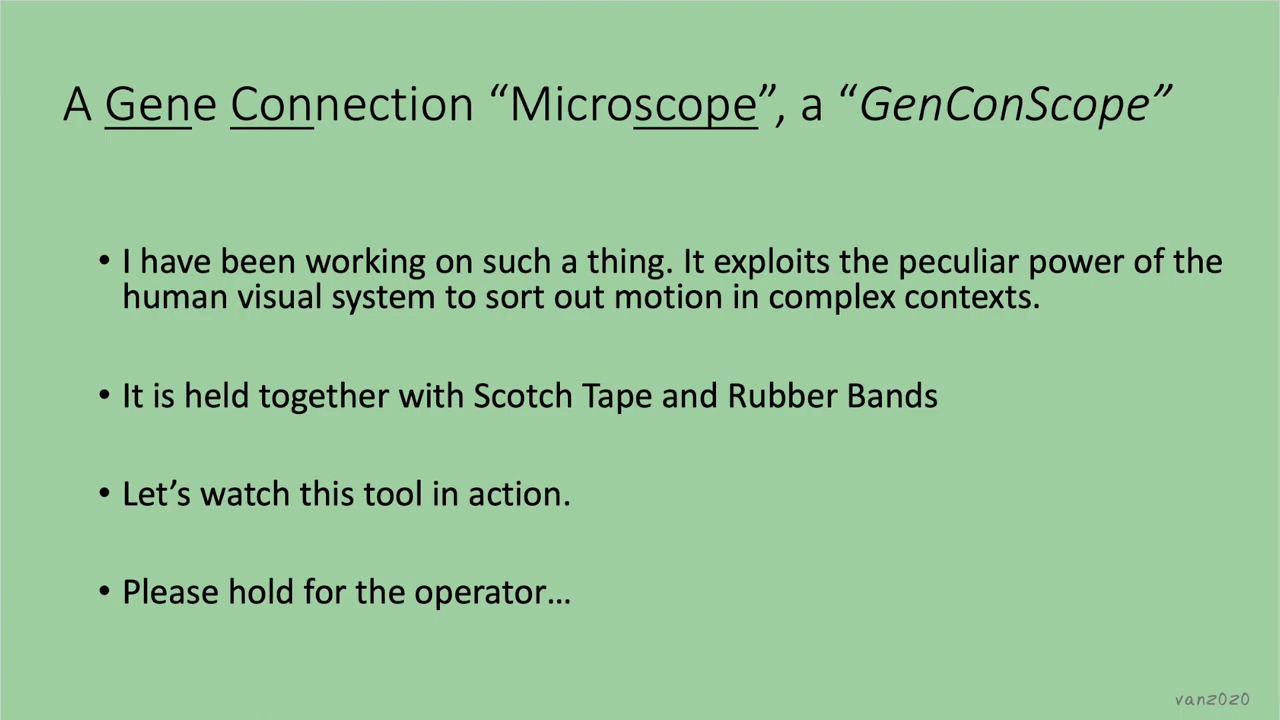 A Gene Connection “Microscope”, a “GenConScope”
• I have been working on such a thing. It exploits the peculiar power of the
human visual system to sort out motion in complex contexts.
• It is held together with Scotch Tape and Rubber Bands
• Let’s watch this tool in action.
• Please hold for the operator…
van2020